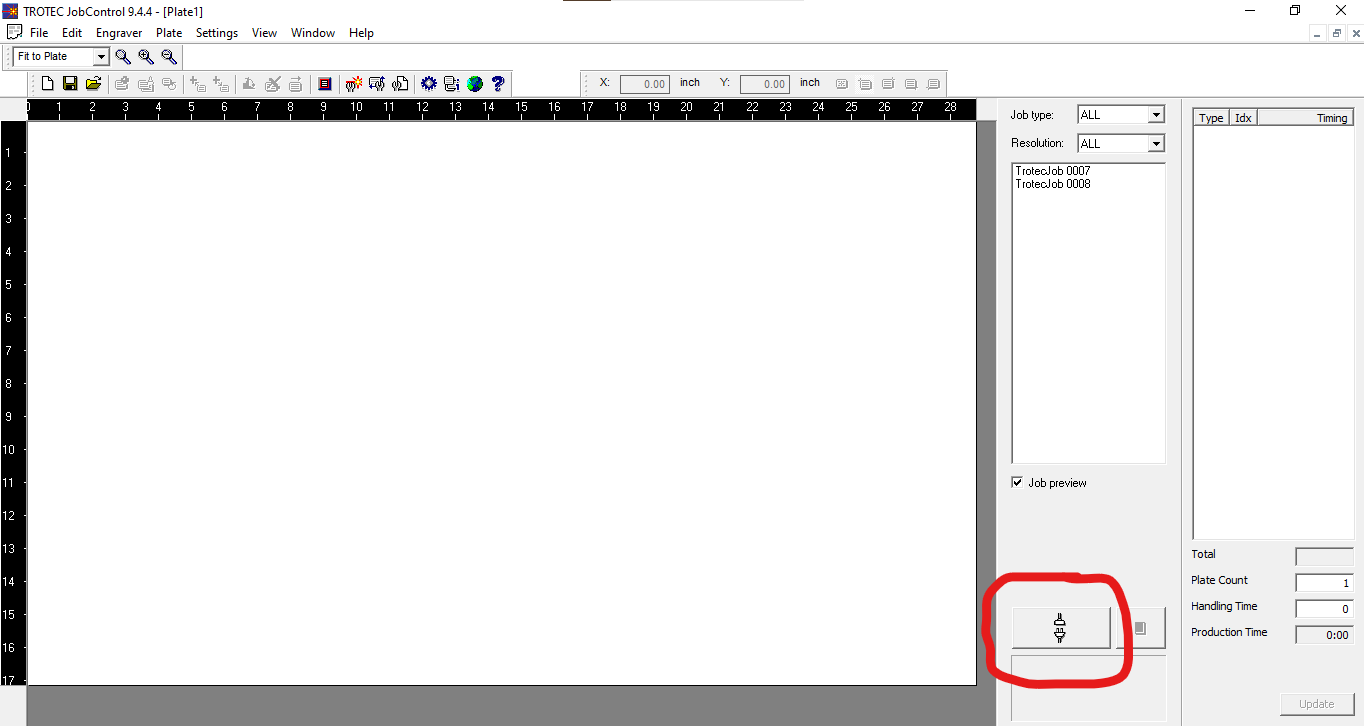 TROTEC JobControl 9.4.4 - [Plate1]
File Edit Engraver Plate Settings View Window Help
Fit to Plate
X: 0.00 inch Y: 0.00 inch
0 1 2 3 4 5 6 7 8 9 10 11 12 13 14 15 16 17 18 19 20 21 22 23 24 25 26 27 28
1
2
3
4
5
6
7
8
9
10
11
12
13
14
15
16
17
Job type: ALL
Resolution: ALL
TrotecJob 0007
TrotecJob 0008
Job preview
Type Idx Timing
Total
Plate Count 1
Handling Time 0
Production Time 0:00
Update